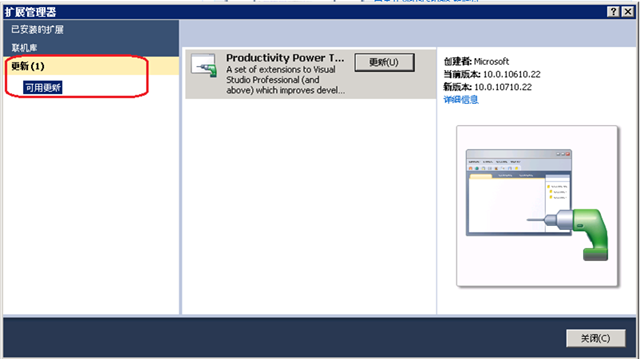 扩展管理器
已安装的扩展
联机库
更新(1)
可用更新
Productivity Power T...
A set of extensions to Visual
Studio Professional (and
above) which improves devel...
更新(U)
创建者: Microsoft
当前版本: 10.0.10610.22
新版本: 10.0.10710.22
详细信息
关闭(C)